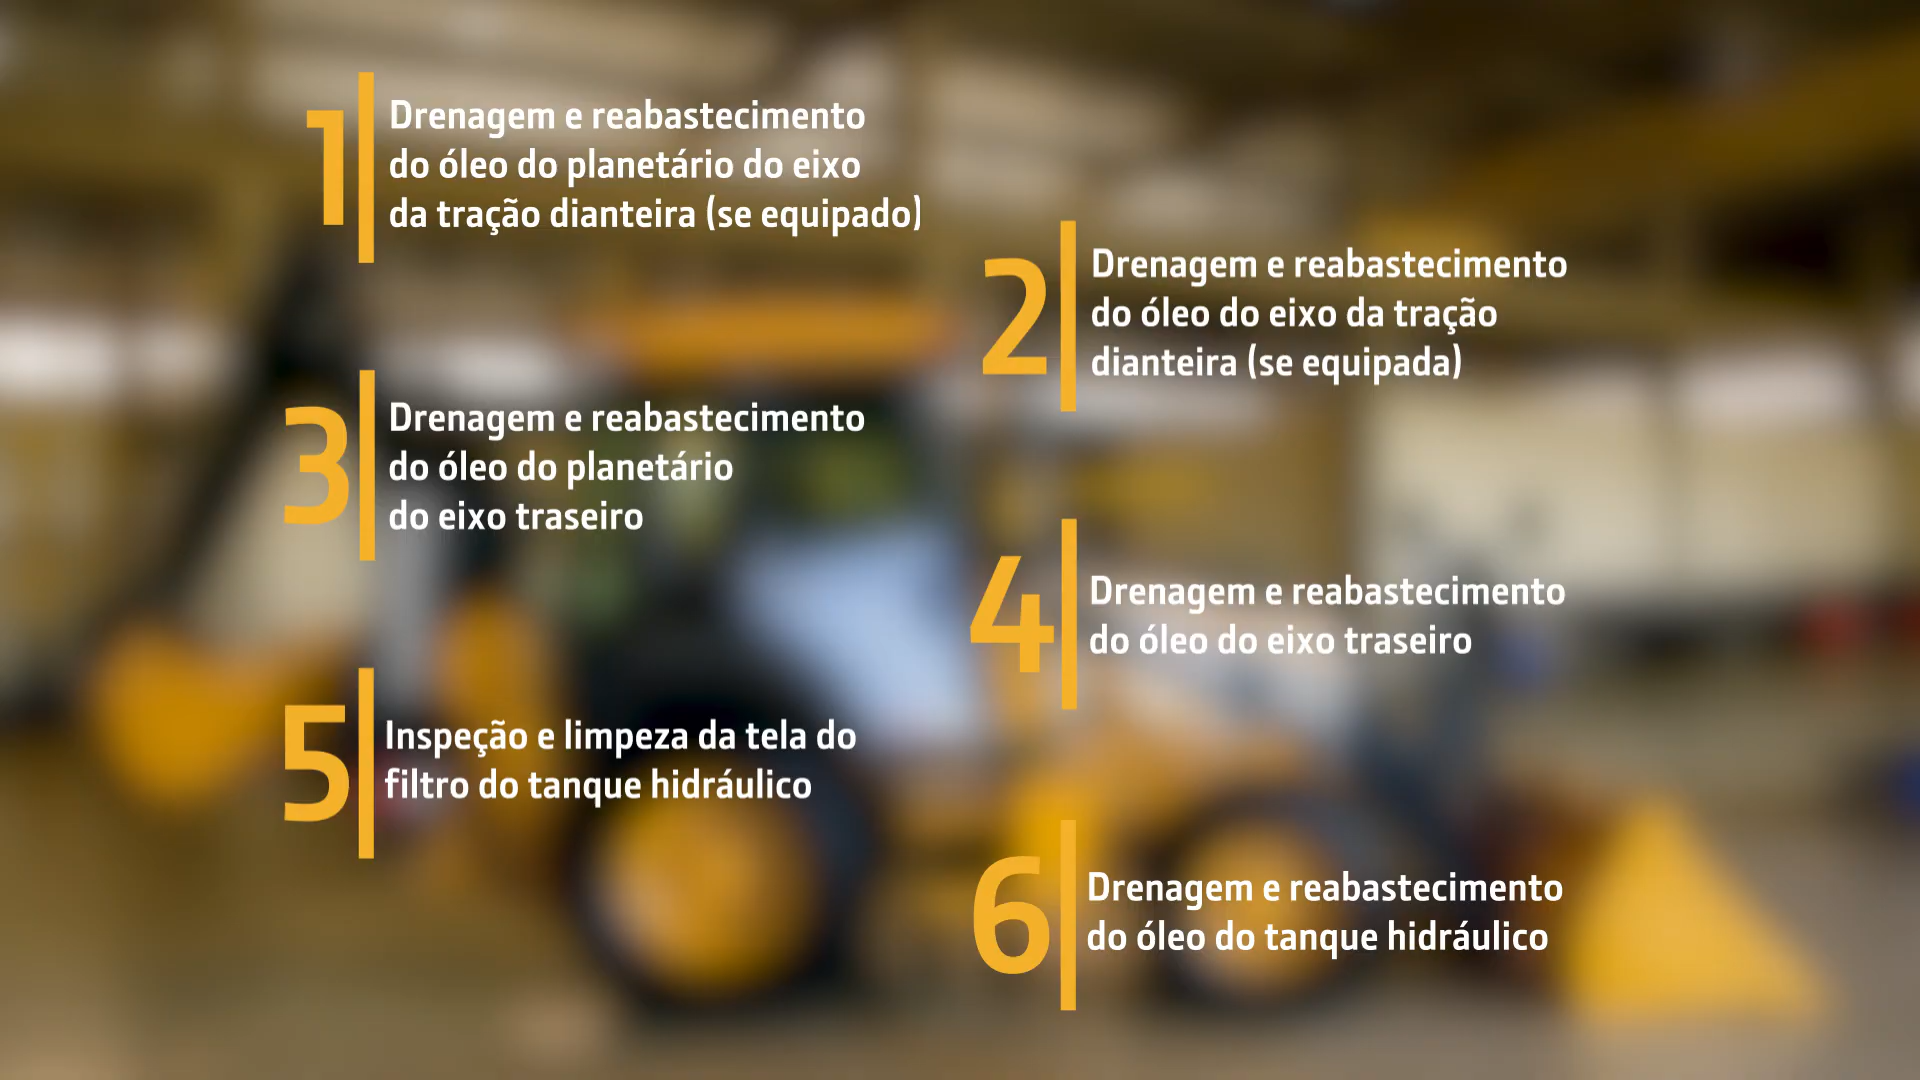 1
Drenagem e reabastecimento
do óleo do planetário do eixo
da tração dianteira (se equipado)
2
Drenagem e reabastecimento
do óleo do eixo da tração
dianteira (se equipada)
3
Drenagem e reabastecimento
do óleo do planetário
do eixo traseiro
4
Drenagem e reabastecimento
do óleo do eixo traseiro
5
Inspeção e limpeza da tela do
filtro do tanque hidráulico
6
Drenagem e reabastecimento
do óleo do tanque hidráulico